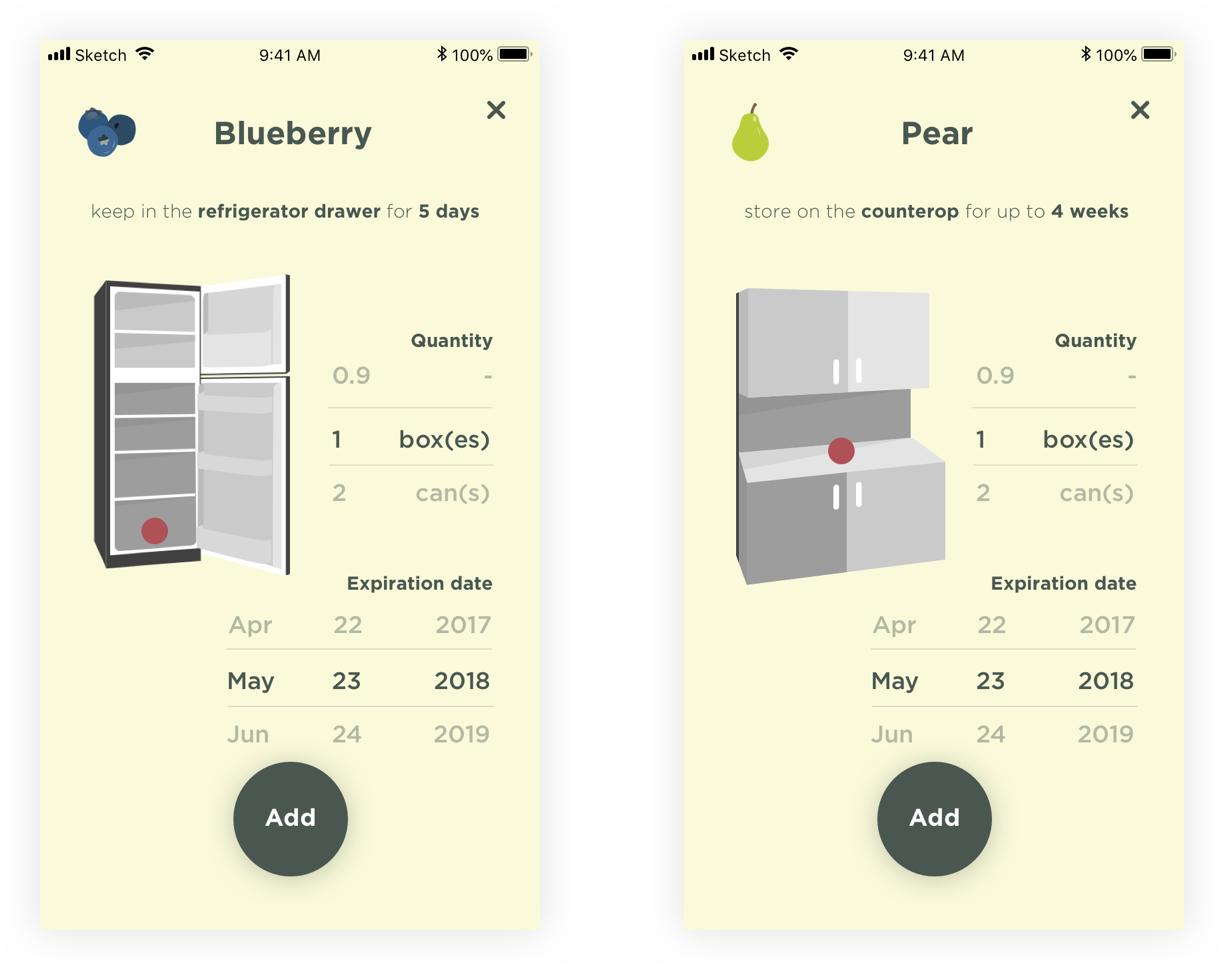 Sketch 9:41 AM 100%
Blueberry
keep in the refrigerator drawer for 5 days
Quantity
0.9 -
1 box(es)
2 can(s)
Expiration date
Apr 22 2017
May 23 2018
Jun 24 2019
Add
Sketch 9:41 AM 100%
Pear
store on the counterop for up to 4 weeks
Quantity
0.9 -
1 box(es)
2 can(s)
Expiration date
Apr 22 2017
May 23 2018
Jun 24 2019
Add